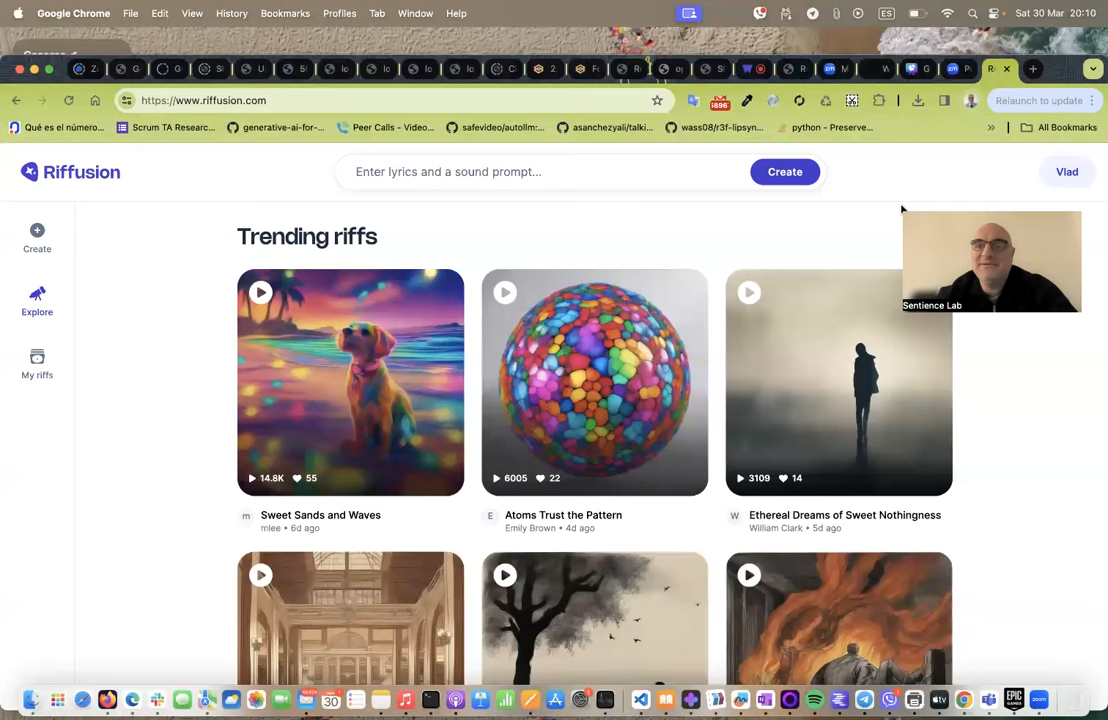 Google Chrome File Edit View History Bookmarks Profiles Tab Window Help ES Sat 30 Mar 20:10
https://www.riffusion.com Relaunch to update
Qué es el número... Scrum TA Researc... generative-ai-for-... Peer Calls - Video... safevideo/autollm:... asanchezyali/talki... wass08/r3f-lipsyn... python - Preserve... » All Bookmarks
Riffusion Enter lyrics and a sound prompt... Create Vlad
Create
Explore
My riffs
Trending riffs
Sentience Lab
14.8K 55 6005 22 3109 14
m Sweet Sands and Waves
mlee • 6d ago
E Atoms Trust the Pattern
Emily Brown • 4d ago
W Ethereal Dreams of Sweet Nothingness
William Clark • 5d ago